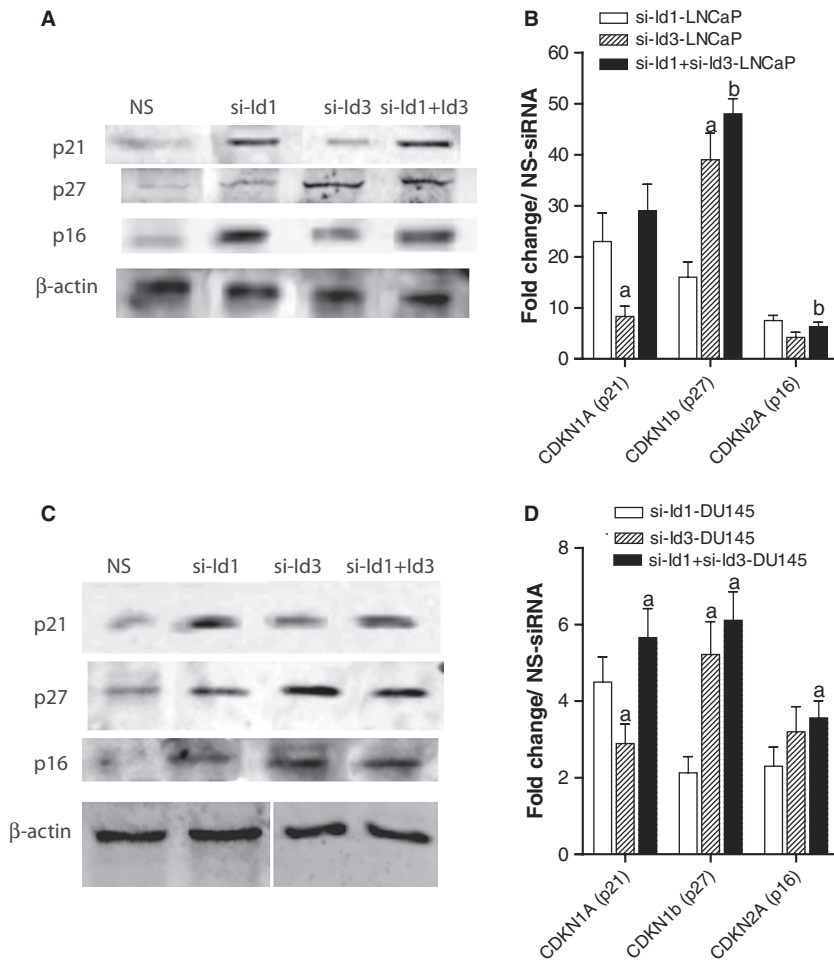 A
NS si-Id1 si-Id3 si-Id1+Id3
p21
p27
p16
β-actin
B
si-Id1-LNCaP
si-Id3-LNCaP
si-Id1+si-Id3-LNCaP
Fold change/ NS-siRNA
60
50
40
30
20
10
0
a
a
b
b
CDKN1A (p21)
CDKN1b (p27)
CDKN2A (p16)
C
NS si-Id1 si-Id3 si-Id1+Id3
p21
p27
p16
β-actin
D
si-Id1-DU145
si-Id3-DU145
si-Id1+si-Id3-DU145
Fold change/ NS-siRNA
8
6
4
2
0
a
a
a
a
a
CDKN1A (p21)
CDKN1b (p27)
CDKN2A (p16)